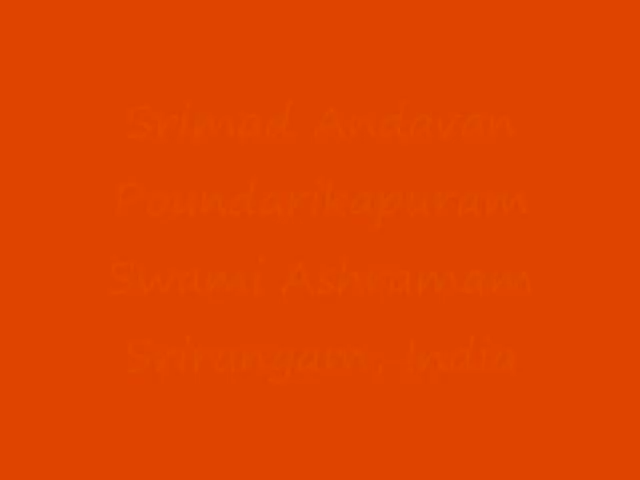 Srimad Andavan
Poundarikapuram
Swami Ashramam
Srirangam, India